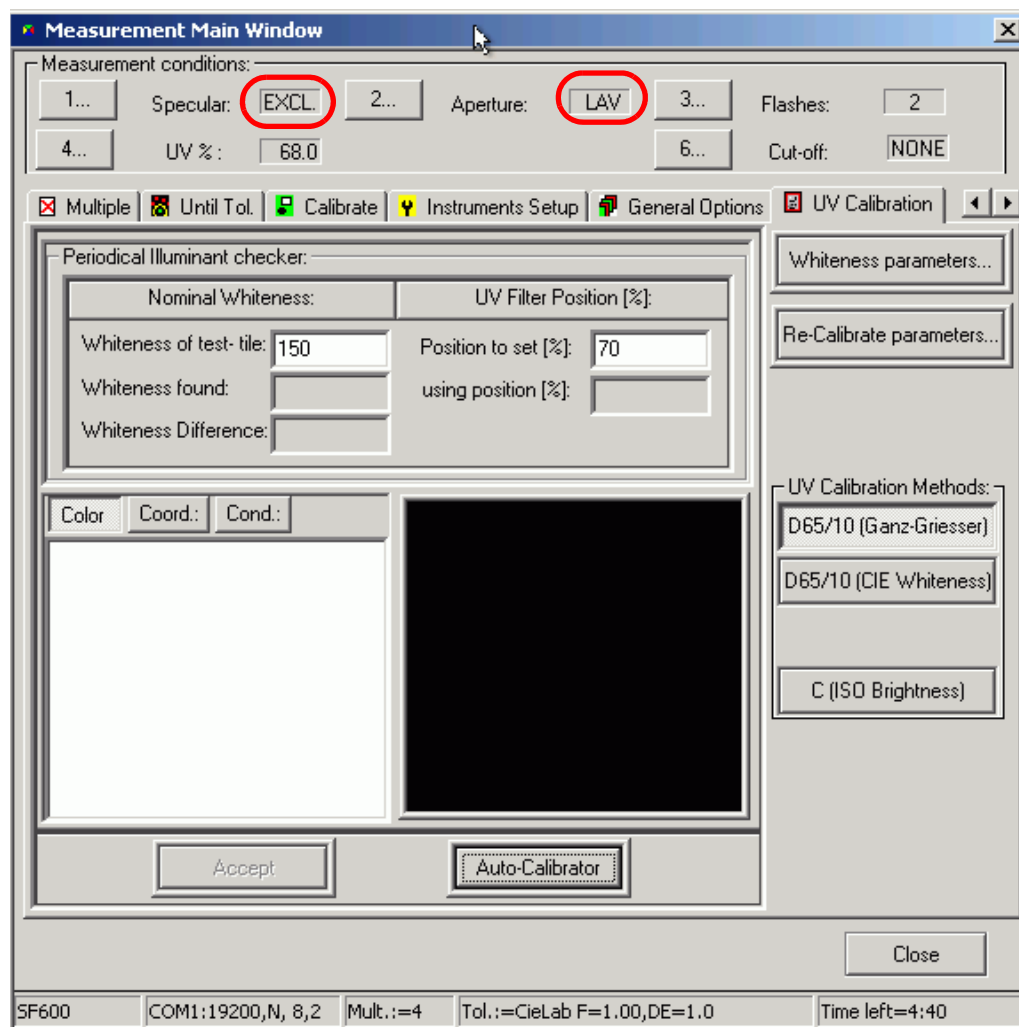 Measurement Main Window
Measurement conditions:
1... Specular: EXCL. 2... Aperture: LAV 3... Flashes: 2
4... UV % : 68.0 6... Cut-off: NONE
Multiple Until Tol. Calibrate Instruments Setup General Options UV Calibration
Periodical Illuminant checker:
Nominal Whiteness: UV Filter Position [%]:
Whiteness of test- tile: 150 Position to set [%]: 70
Whiteness found: using position [%]:
Whiteness Difference:
Whiteness parameters...
Re-Calibrate parameters...
Color Coord.: Cond.:
UV Calibration Methods:
D65/10 (Ganz-Griesser)
D65/10 (CIE Whiteness)
C (ISO Brightness)
Accept Auto-Calibrator
Close
SF600 COM1:19200,N, 8,2 Mult.:=4 Tol.:=CieLab F=1.00,DE=1.0 Time left=4:40